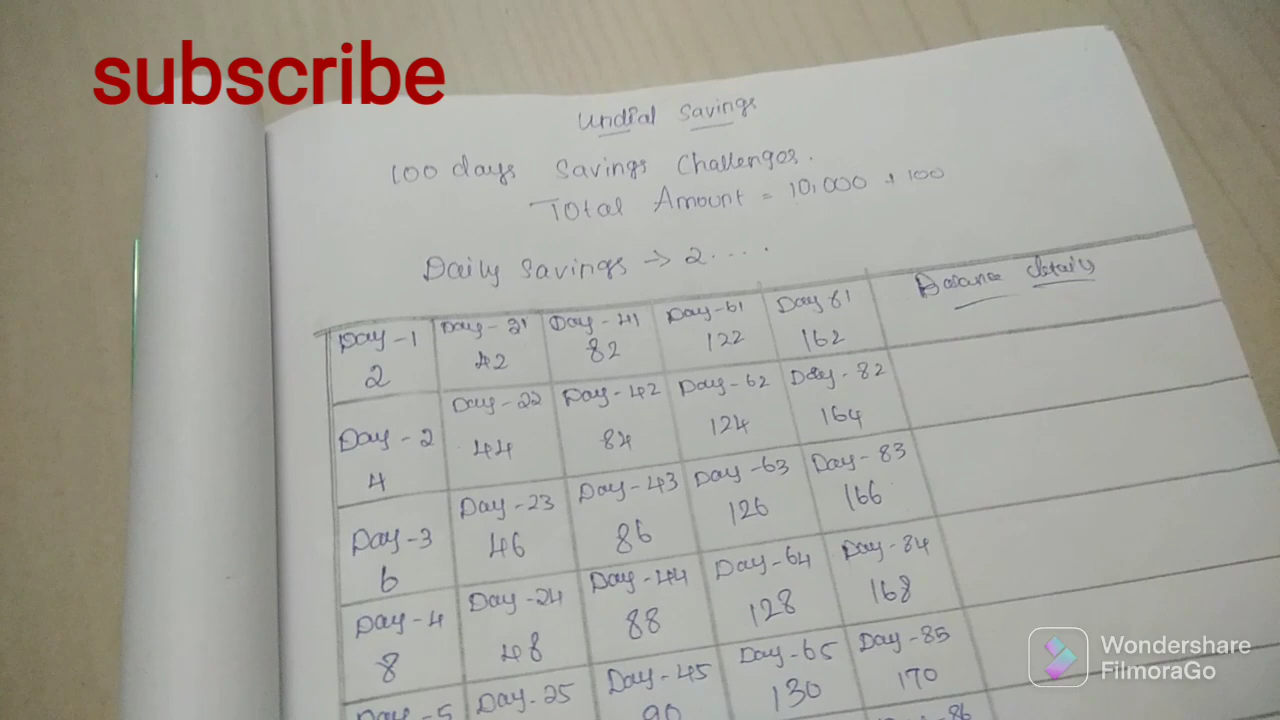 subscribe
Undial Savings
100 days Savings Challenges.
Total Amount = 10,000 + 100
Daily Savings → 2....
Day-1 Day-21 Day-41 Day-61 Day 81 Balance details
2 42 82 122 162
Day-2 Day-22 Day-42 Day-62 Day-82
4 44 84 124 164
Day-3 Day-23 Day-43 Day-63 Day-83
6 46 86 126 166
Day-4 Day-24 Day-44 Day-64 Day-84
8 48 88 128 168
Day-5 Day-25 Day-45 Day-65 Day-85
90 130 170
-86
Wondershare
FilmoraGo